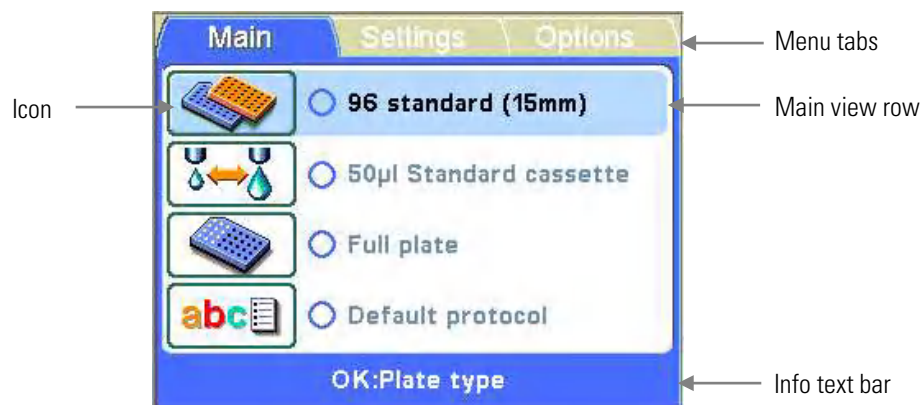 Main Settings Options
Menu tabs
Icon
96 standard (15mm)
Main view row
50µl Standard cassette
Full plate
abc Default protocol
OK:Plate type
Info text bar